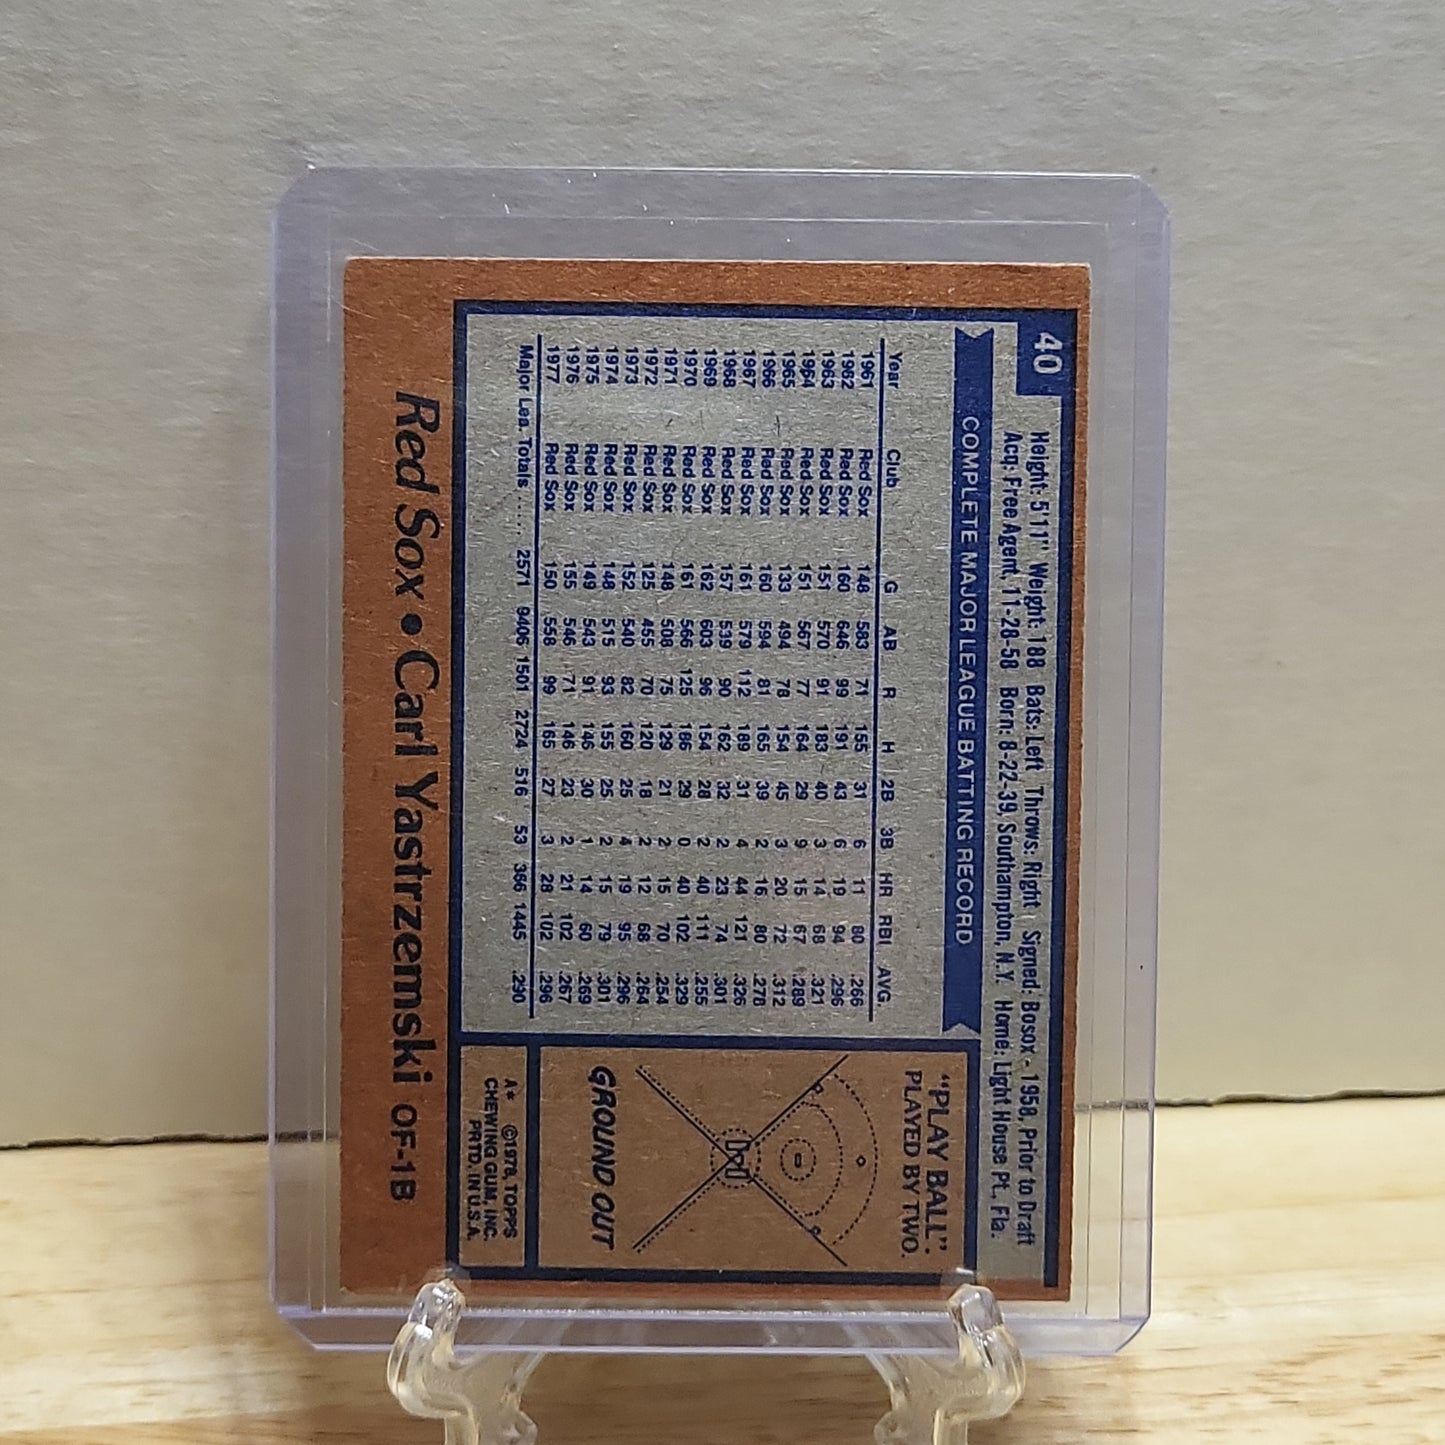 40
Height: 5'11" Weight: 188 Bats: Left Throws: Right Signed: Bosox - 1958, Prior to Draft
Acq: Free Agent, 11-28-58 Born: 8-22-39, Southampton, N.Y. Home: Light House Pt., Fla.
COMPLETE MAJOR LEAGUE BATTING RECORD
Year Club G AB R H 2B 3B HR RBI AVG.
1961 Red Sox 148 583 71 155 31 6 11 80 .266
1962 Red Sox 160 646 99 191 43 6 19 94 .296
1963 Red Sox 151 570 91 183 40 3 14 68 .321
1964 Red Sox 151 567 77 164 29 9 15 67 .289
1965 Red Sox 133 494 78 154 45 3 20 72 .312
1966 Red Sox 160 594 81 165 39 2 16 80 .278
1967 Red Sox 161 579 112 189 31 4 44 121 .326
1968 Red Sox 157 539 90 162 32 2 23 74 .301
1969 Red Sox 162 603 96 154 28 2 40 111 .255
1970 Red Sox 161 566 125 186 29 0 40 102 .329
1971 Red Sox 148 508 75 129 21 2 15 70 .254
1972 Red Sox 125 455 70 120 18 2 12 68 .264
1973 Red Sox 152 540 82 160 25 4 19 95 .296
1974 Red Sox 148 515 93 155 25 2 15 79 .301
1975 Red Sox 149 543 91 146 30 1 14 60 .269
1976 Red Sox 155 546 71 146 23 2 21 102 .267
1977 Red Sox 150 558 99 165 27 3 28 102 .296
Major Lea. Totals ..... 2571 9406 1501 2724 516 53 366 1445 .290
"PLAY BALL":
PLAYED BY TWO.
GROUND OUT
A* ©1978, TOPPS
CHEWING GUM, INC.
PRTD. IN U.S.A.
Red Sox • Carl Yastrzemski OF-1B